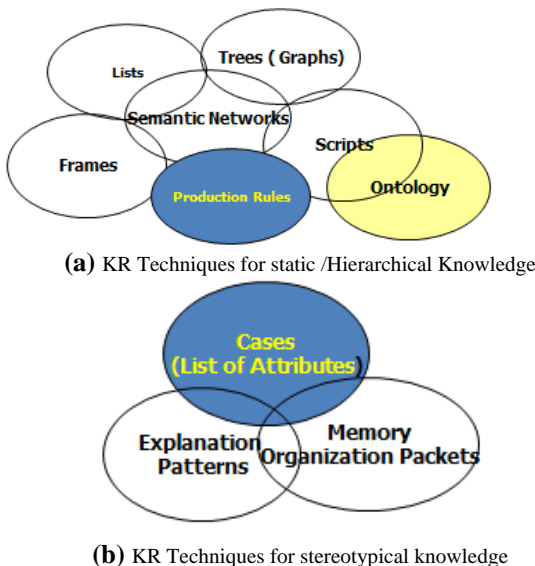 Trees ( Graphs)
Lists
Semantic Networks
Scripts
Frames
Ontology
Production Rules
(a) KR Techniques for static /Hierarchical Knowledge
Cases
(List of Attributes)
Memory
Organization Packets
Explanation
Patterns
(b) KR Techniques for stereotypical knowledge